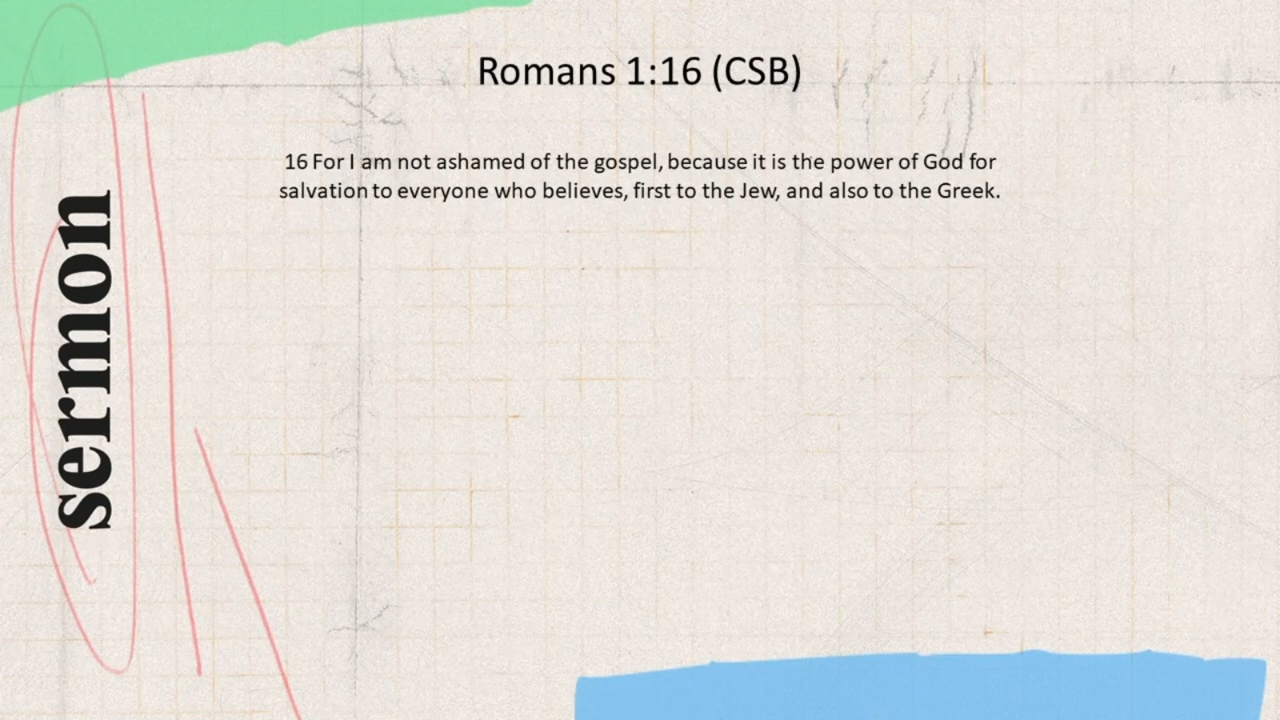 Romans 1:16 (CSB)
16 For I am not ashamed of the gospel, because it is the power of God for
salvation to everyone who believes, first to the Jew, and also to the Greek.
sermon